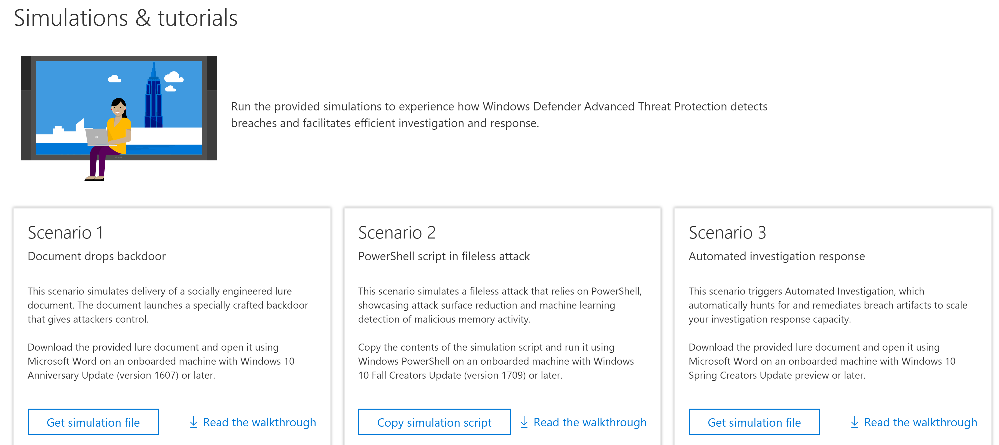 Simulations & tutorials
Run the provided simulations to experience how Windows Defender Advanced Threat Protection detects
breaches and facilitates efficient investigation and response.
Scenario 1
Document drops backdoor
This scenario simulates delivery of a socially engineered lure
document. The document launches a specially crafted backdoor
that gives attackers control.
Download the provided lure document and open it using
Microsoft Word on an onboarded machine with Windows 10
Anniversary Update (version 1607) or later.
Get simulation file
Read the walkthrough
Scenario 2
PowerShell script in fileless attack
This scenario simulates a fileless attack that relies on PowerShell,
showcasing attack surface reduction and machine learning
detection of malicious memory activity.
Copy the contents of the simulation script and run it using
Windows PowerShell on an onboarded machine with Windows
10 Fall Creators Update (version 1709) or later.
Copy simulation script
Read the walkthrough
Scenario 3
Automated investigation response
This scenario triggers Automated Investigation, which
automatically hunts for and remediates breach artifacts to scale
your investigation response capacity.
Download the provided lure document and open it using
Microsoft Word on an onboarded machine with Windows 10
Spring Creators Update preview or later.
Get simulation file
Read the walkthrough